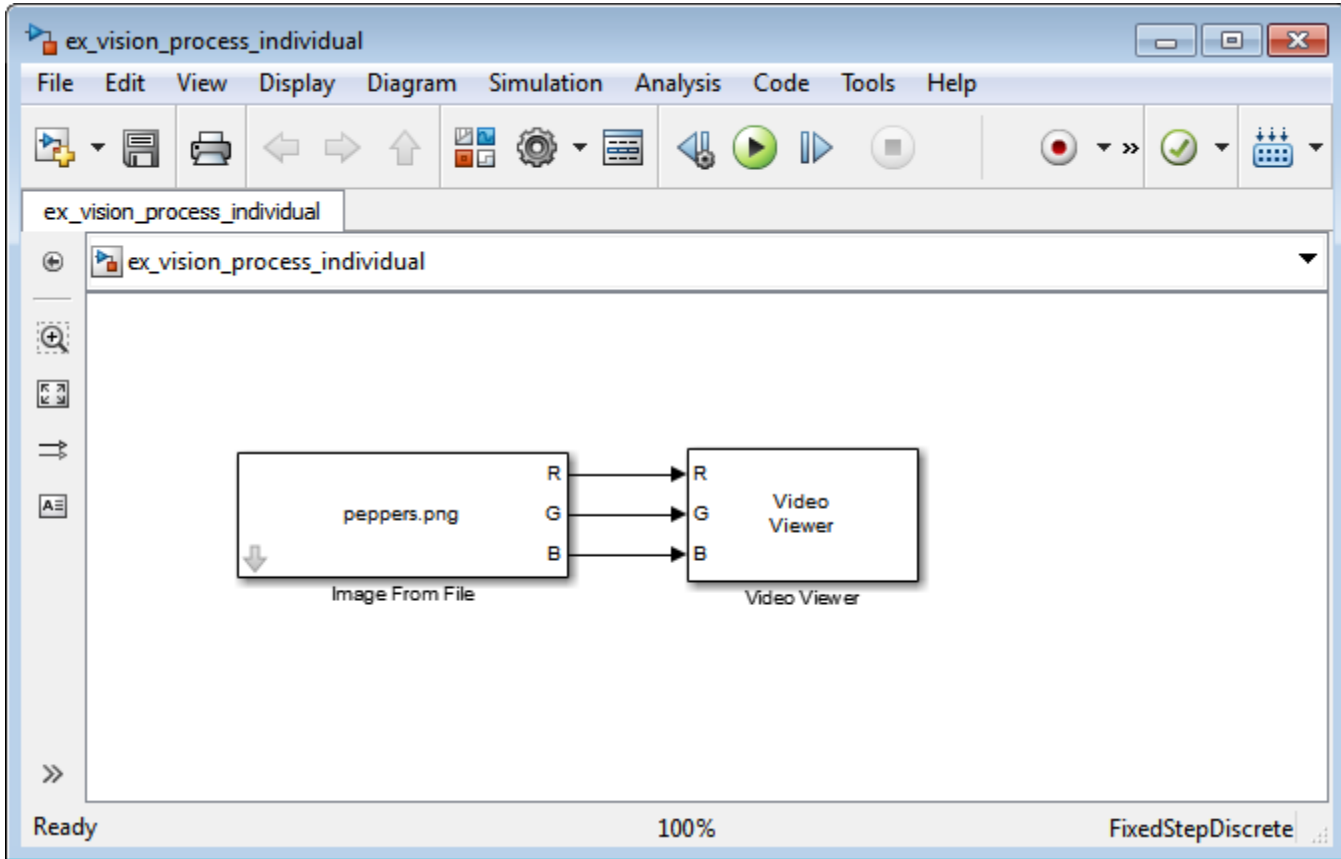 ex_vision_process_individual
File Edit View Display Diagram Simulation Analysis Code Tools Help
ex_vision_process_individual
ex_vision_process_individual
R
G
B
peppers.png
Image From File
R
G
B
Video
Viewer
Video Viewer
Ready 100% FixedStepDiscrete